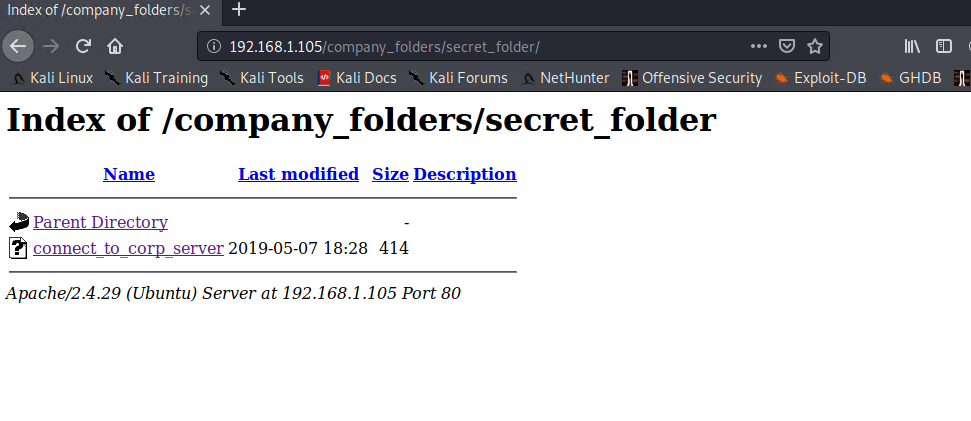 Index of /company_folders/s
192.168.1.105/company_folders/secret_folder/
Kali Linux Kali Training Kali Tools Kali Docs Kali Forums NetHunter Offensive Security Exploit-DB GHDB
Index of /company_folders/secret_folder
Name Last modified Size Description
Parent Directory -
connect_to_corp_server 2019-05-07 18:28 414
Apache/2.4.29 (Ubuntu) Server at 192.168.1.105 Port 80